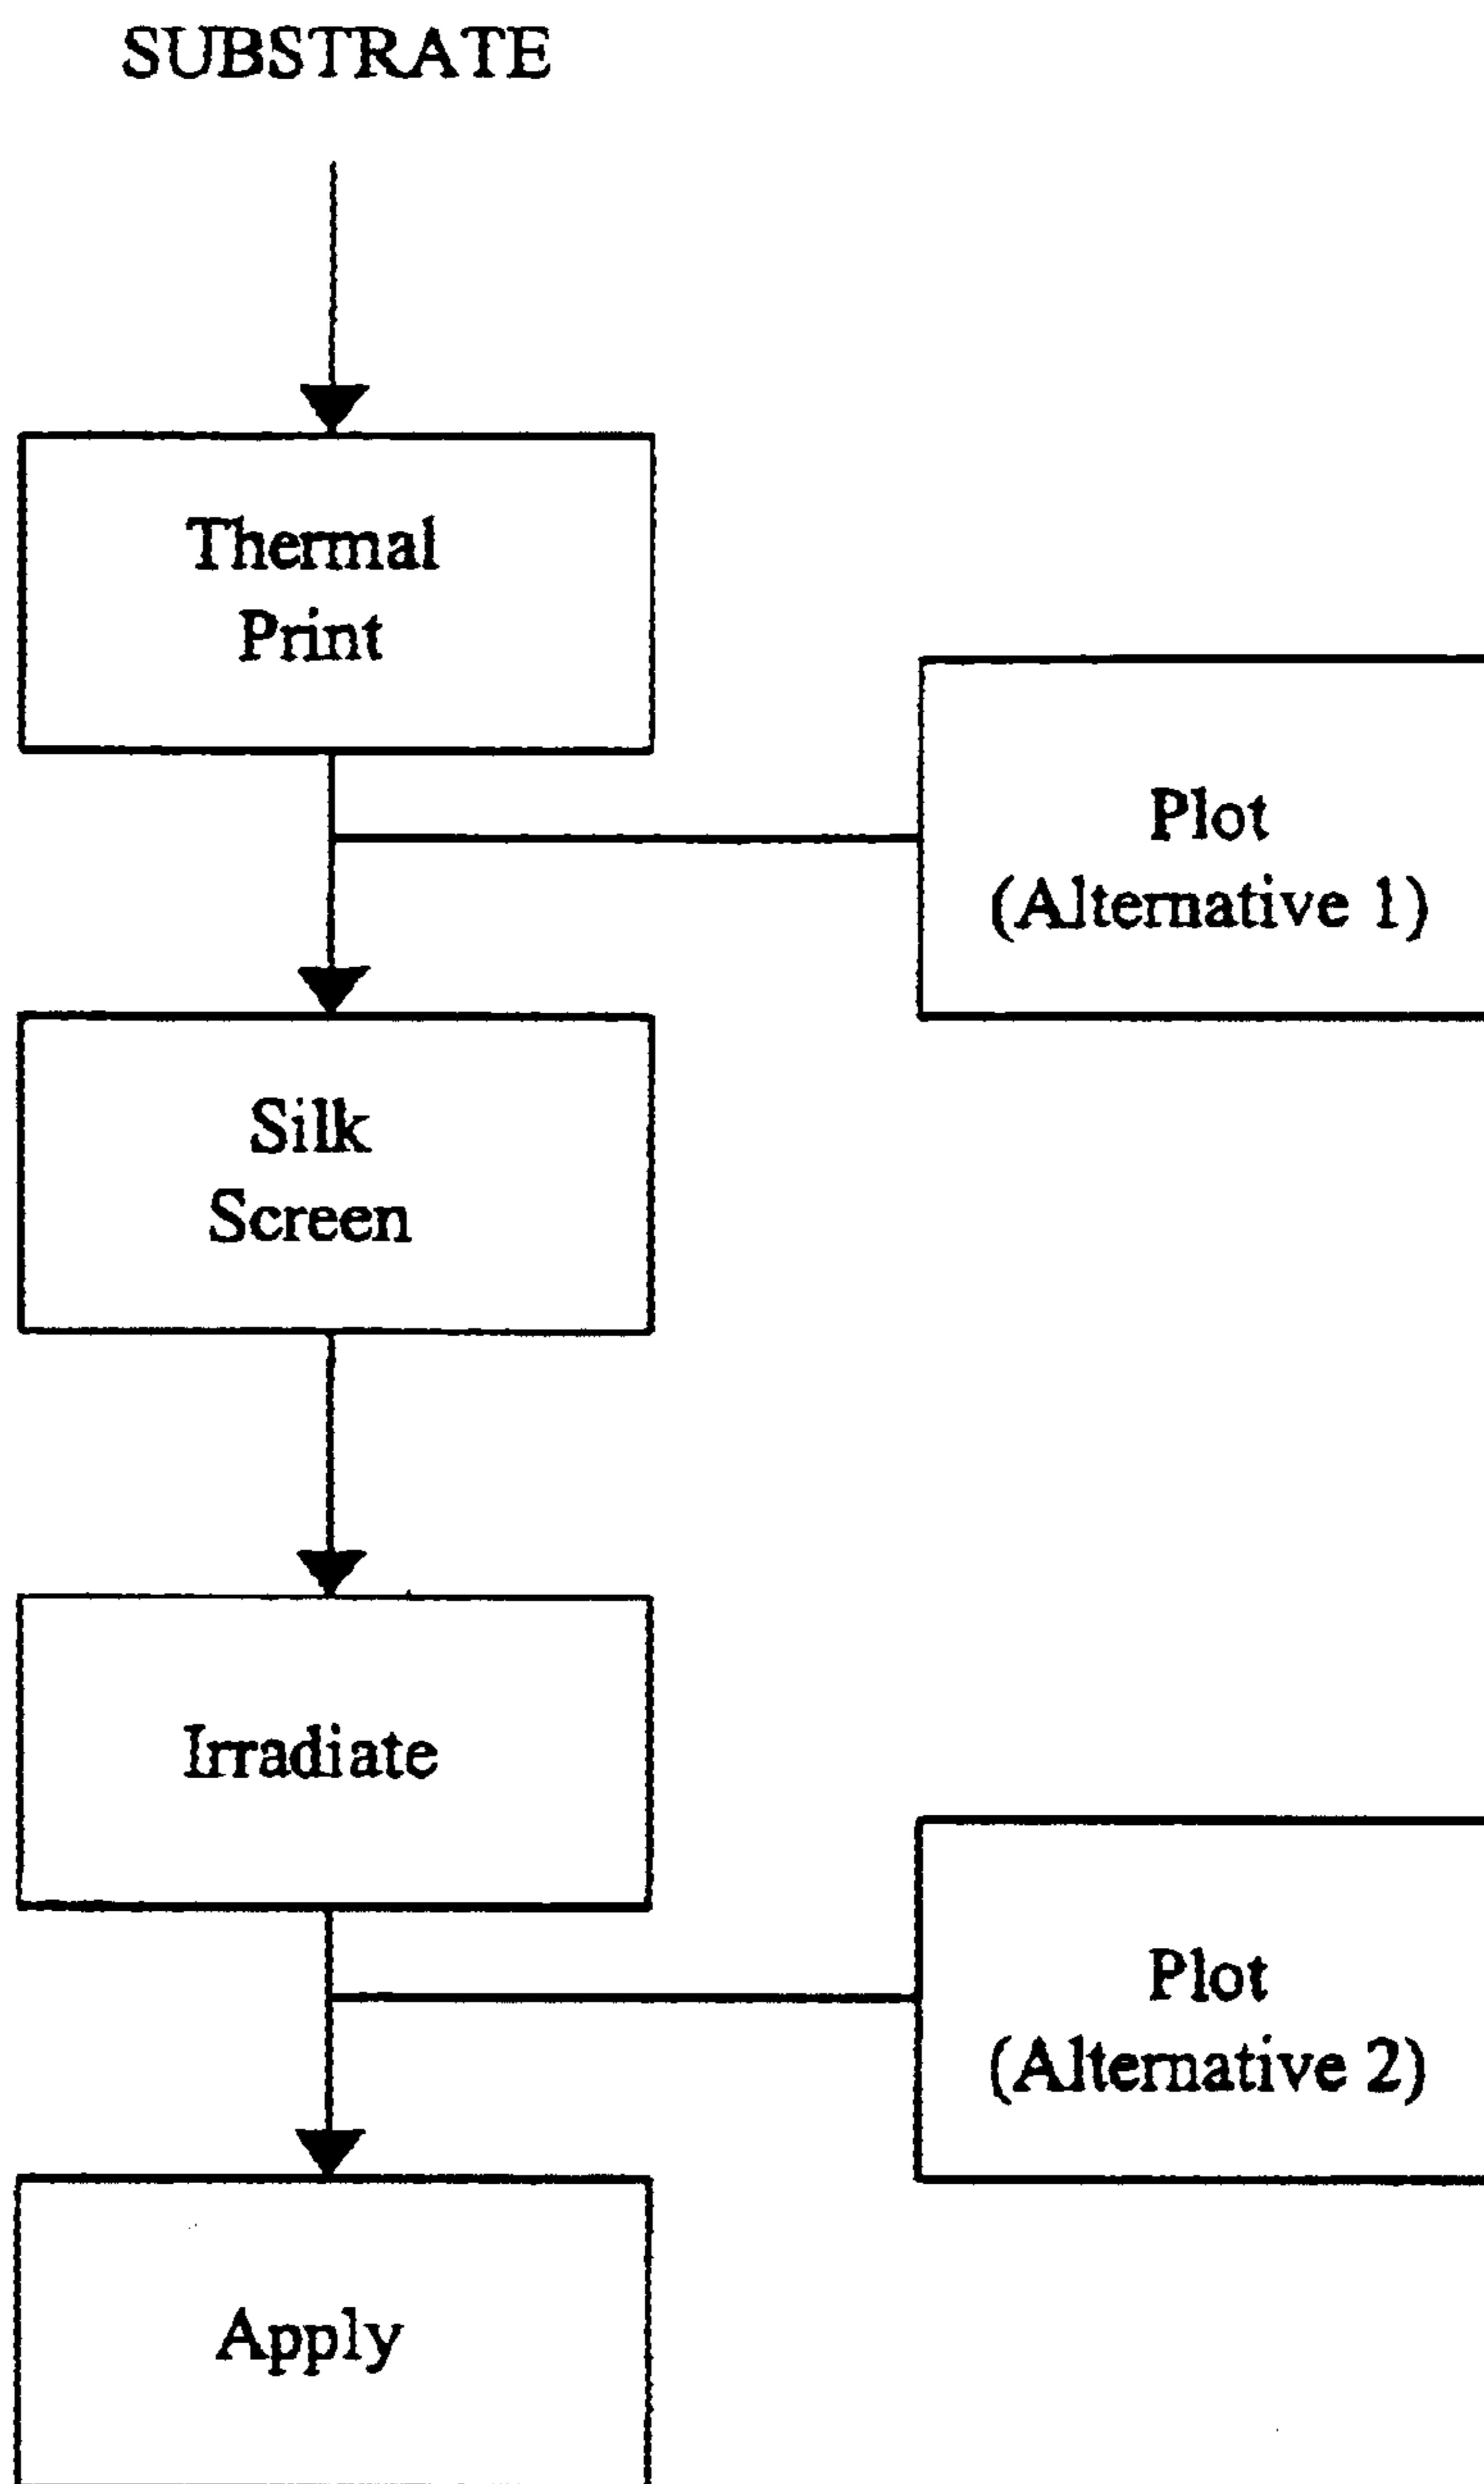 SUBSTRATE
Thermal
Print
Plot
(Alternative 1)
Silk
Screen
Irradiate
Plot
(Alternative 2)
Apply